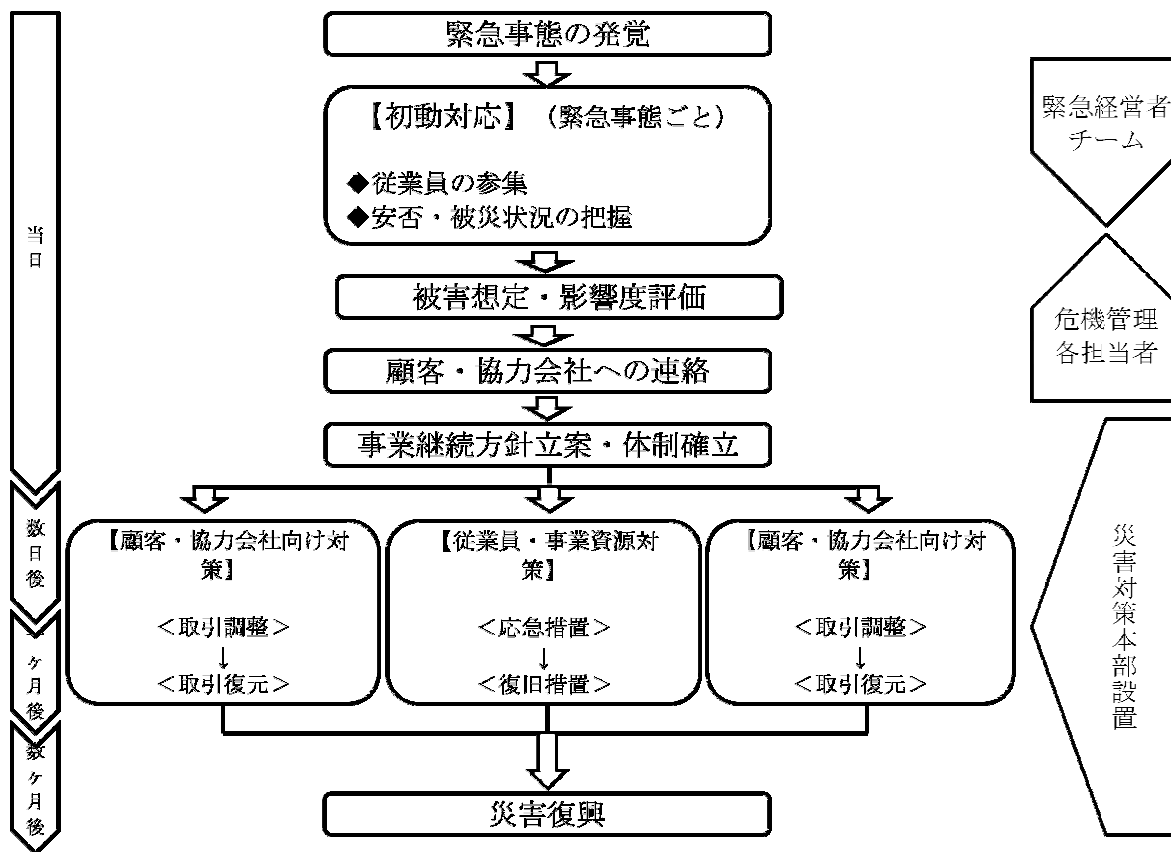 緊急事態の発覚
【初動対応】（緊急事態ごと）
◆従業員の参集
◆安否・被災状況の把握
被害想定・影響度評価
顧客・協力会社への連絡
事業継続方針立案・体制確立
【顧客・協力会社向け対
策】
＜取引調整＞
↓
＜取引復元＞
【従業員・事業資源対
策】
＜応急措置＞
↓
＜復旧措置＞
【顧客・協力会社向け対
策】
＜取引調整＞
↓
＜取引復元＞
災害復興
当日
数日後
一ヶ月後
数ヶ月後
緊急経営者
チーム
危機管理
各担当者
災害対策本部設置